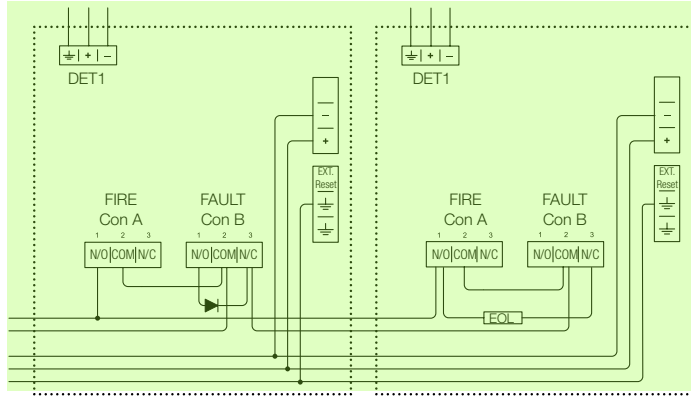 ⏚ | + | −
DET1
−
+
EXT.
Reset
⏚
⏚
FIRE
Con A
1 2 3
N/O|COM|N/C
FAULT
Con B
1 2 3
N/O|COM|N/C
⏚ | + | −
DET1
−
+
EXT.
Reset
⏚
⏚
FIRE
Con A
1 2 3
N/O|COM|N/C
FAULT
Con B
1 2 3
N/O|COM|N/C
EOL